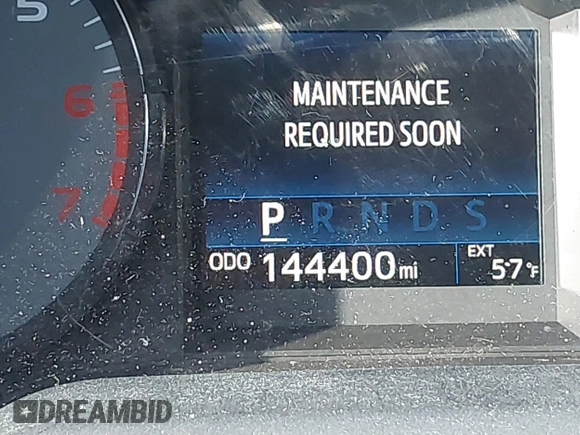 5
6
7
MAINTENANCE
REQUIRED SOON
P R N D S
ODO 144400 mi
EXT
57°F
DREAMBID